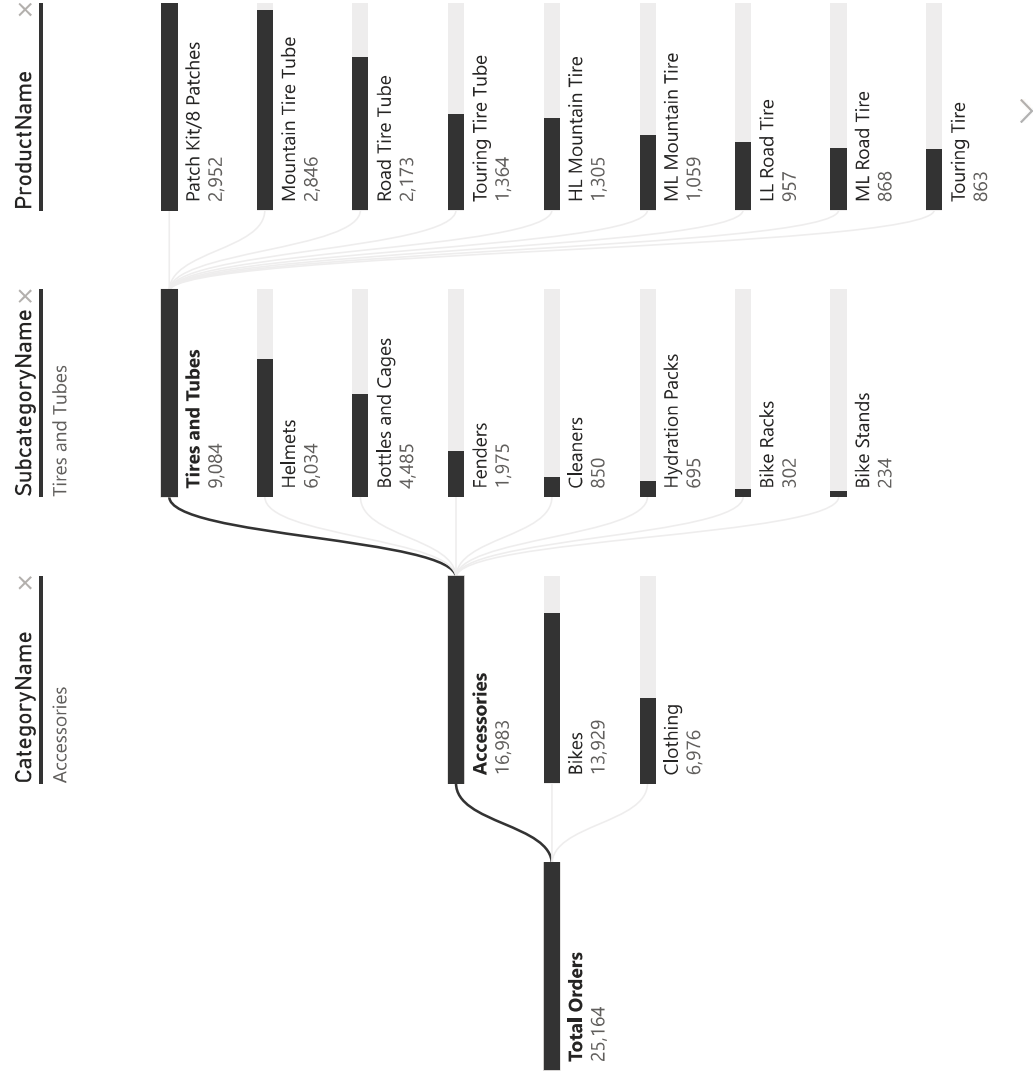 CategoryName
Accessories
SubcategoryName
Tires and Tubes
ProductName
Total Orders
25,164
Accessories
16,983
Bikes
13,929
Clothing
6,976
Tires and Tubes
9,084
Helmets
6,034
Bottles and Cages
4,485
Fenders
1,975
Cleaners
850
Hydration Packs
695
Bike Racks
302
Bike Stands
234
Patch Kit/8 Patches
2,952
Mountain Tire Tube
2,846
Road Tire Tube
2,173
Touring Tire Tube
1,364
HL Mountain Tire
1,305
ML Mountain Tire
1,059
LL Road Tire
957
ML Road Tire
868
Touring Tire
863